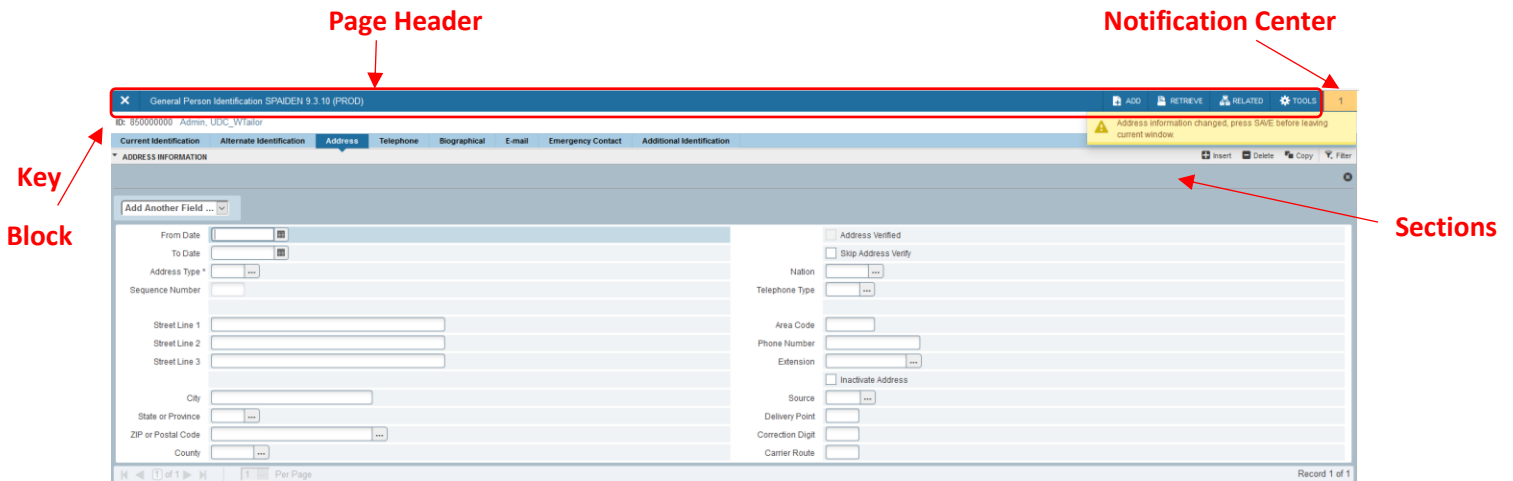 Page Header
Notification Center
General Person Identification SPAIDEN 9.3.10 (PROD)
ADD RETRIEVE RELATED TOOLS 1
ID: 850000000 Admin, UDC_WTailor
Address information changed, press SAVE before leaving
current window.
Current Identification Alternate Identification Address Telephone Biographical E-mail Emergency Contact Additional Identification
ADDRESS INFORMATION Insert Delete Copy Filter
Key
Block
Sections
Add Another Field ...
From Date Address Verified
To Date Skip Address Verify
Address Type * ... Nation ...
Sequence Number Telephone Type ...
Street Line 1 Area Code
Street Line 2 Phone Number
Street Line 3 Extension ...
Inactivate Address
City Source ...
State or Province ... Delivery Point
ZIP or Postal Code ... Correction Digit
County ... Carrier Route
1 of 1 1 Per Page Record 1 of 1